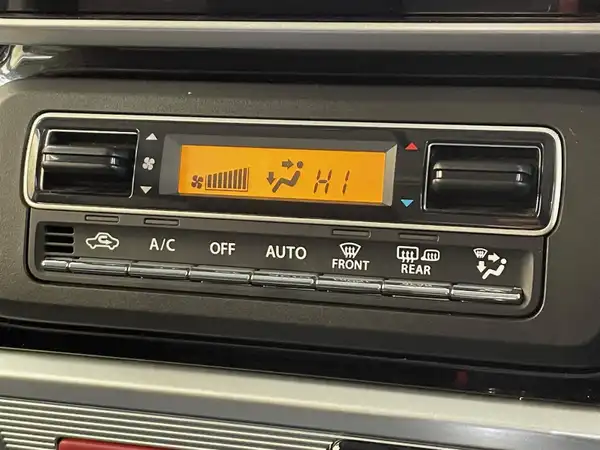 HI
A/C OFF AUTO FRONT REAR